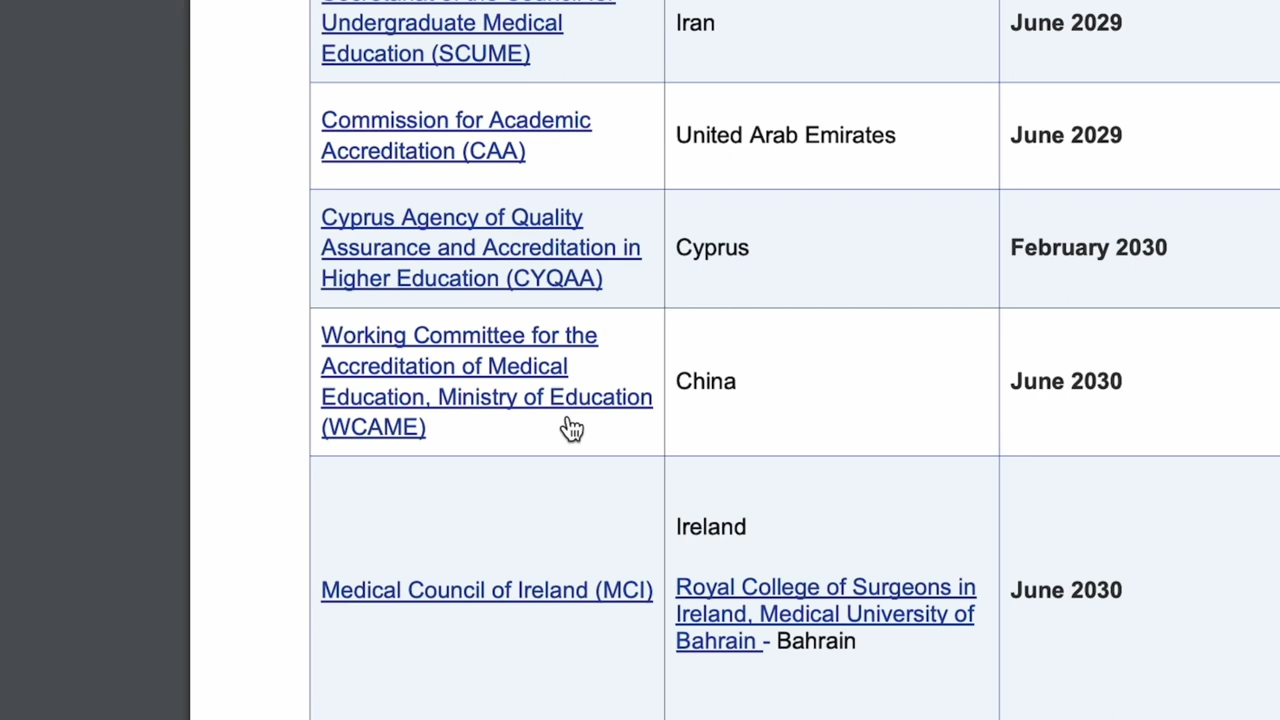 Undergraduate Medical
Education (SCUME)
Iran
June 2029
Commission for Academic
Accreditation (CAA)
United Arab Emirates
June 2029
Cyprus Agency of Quality
Assurance and Accreditation in
Higher Education (CYQAA)
Cyprus
February 2030
Working Committee for the
Accreditation of Medical
Education, Ministry of Education
(WCAME)
China
June 2030
Medical Council of Ireland (MCI)
Ireland
Royal College of Surgeons in
Ireland, Medical University of
Bahrain - Bahrain
June 2030